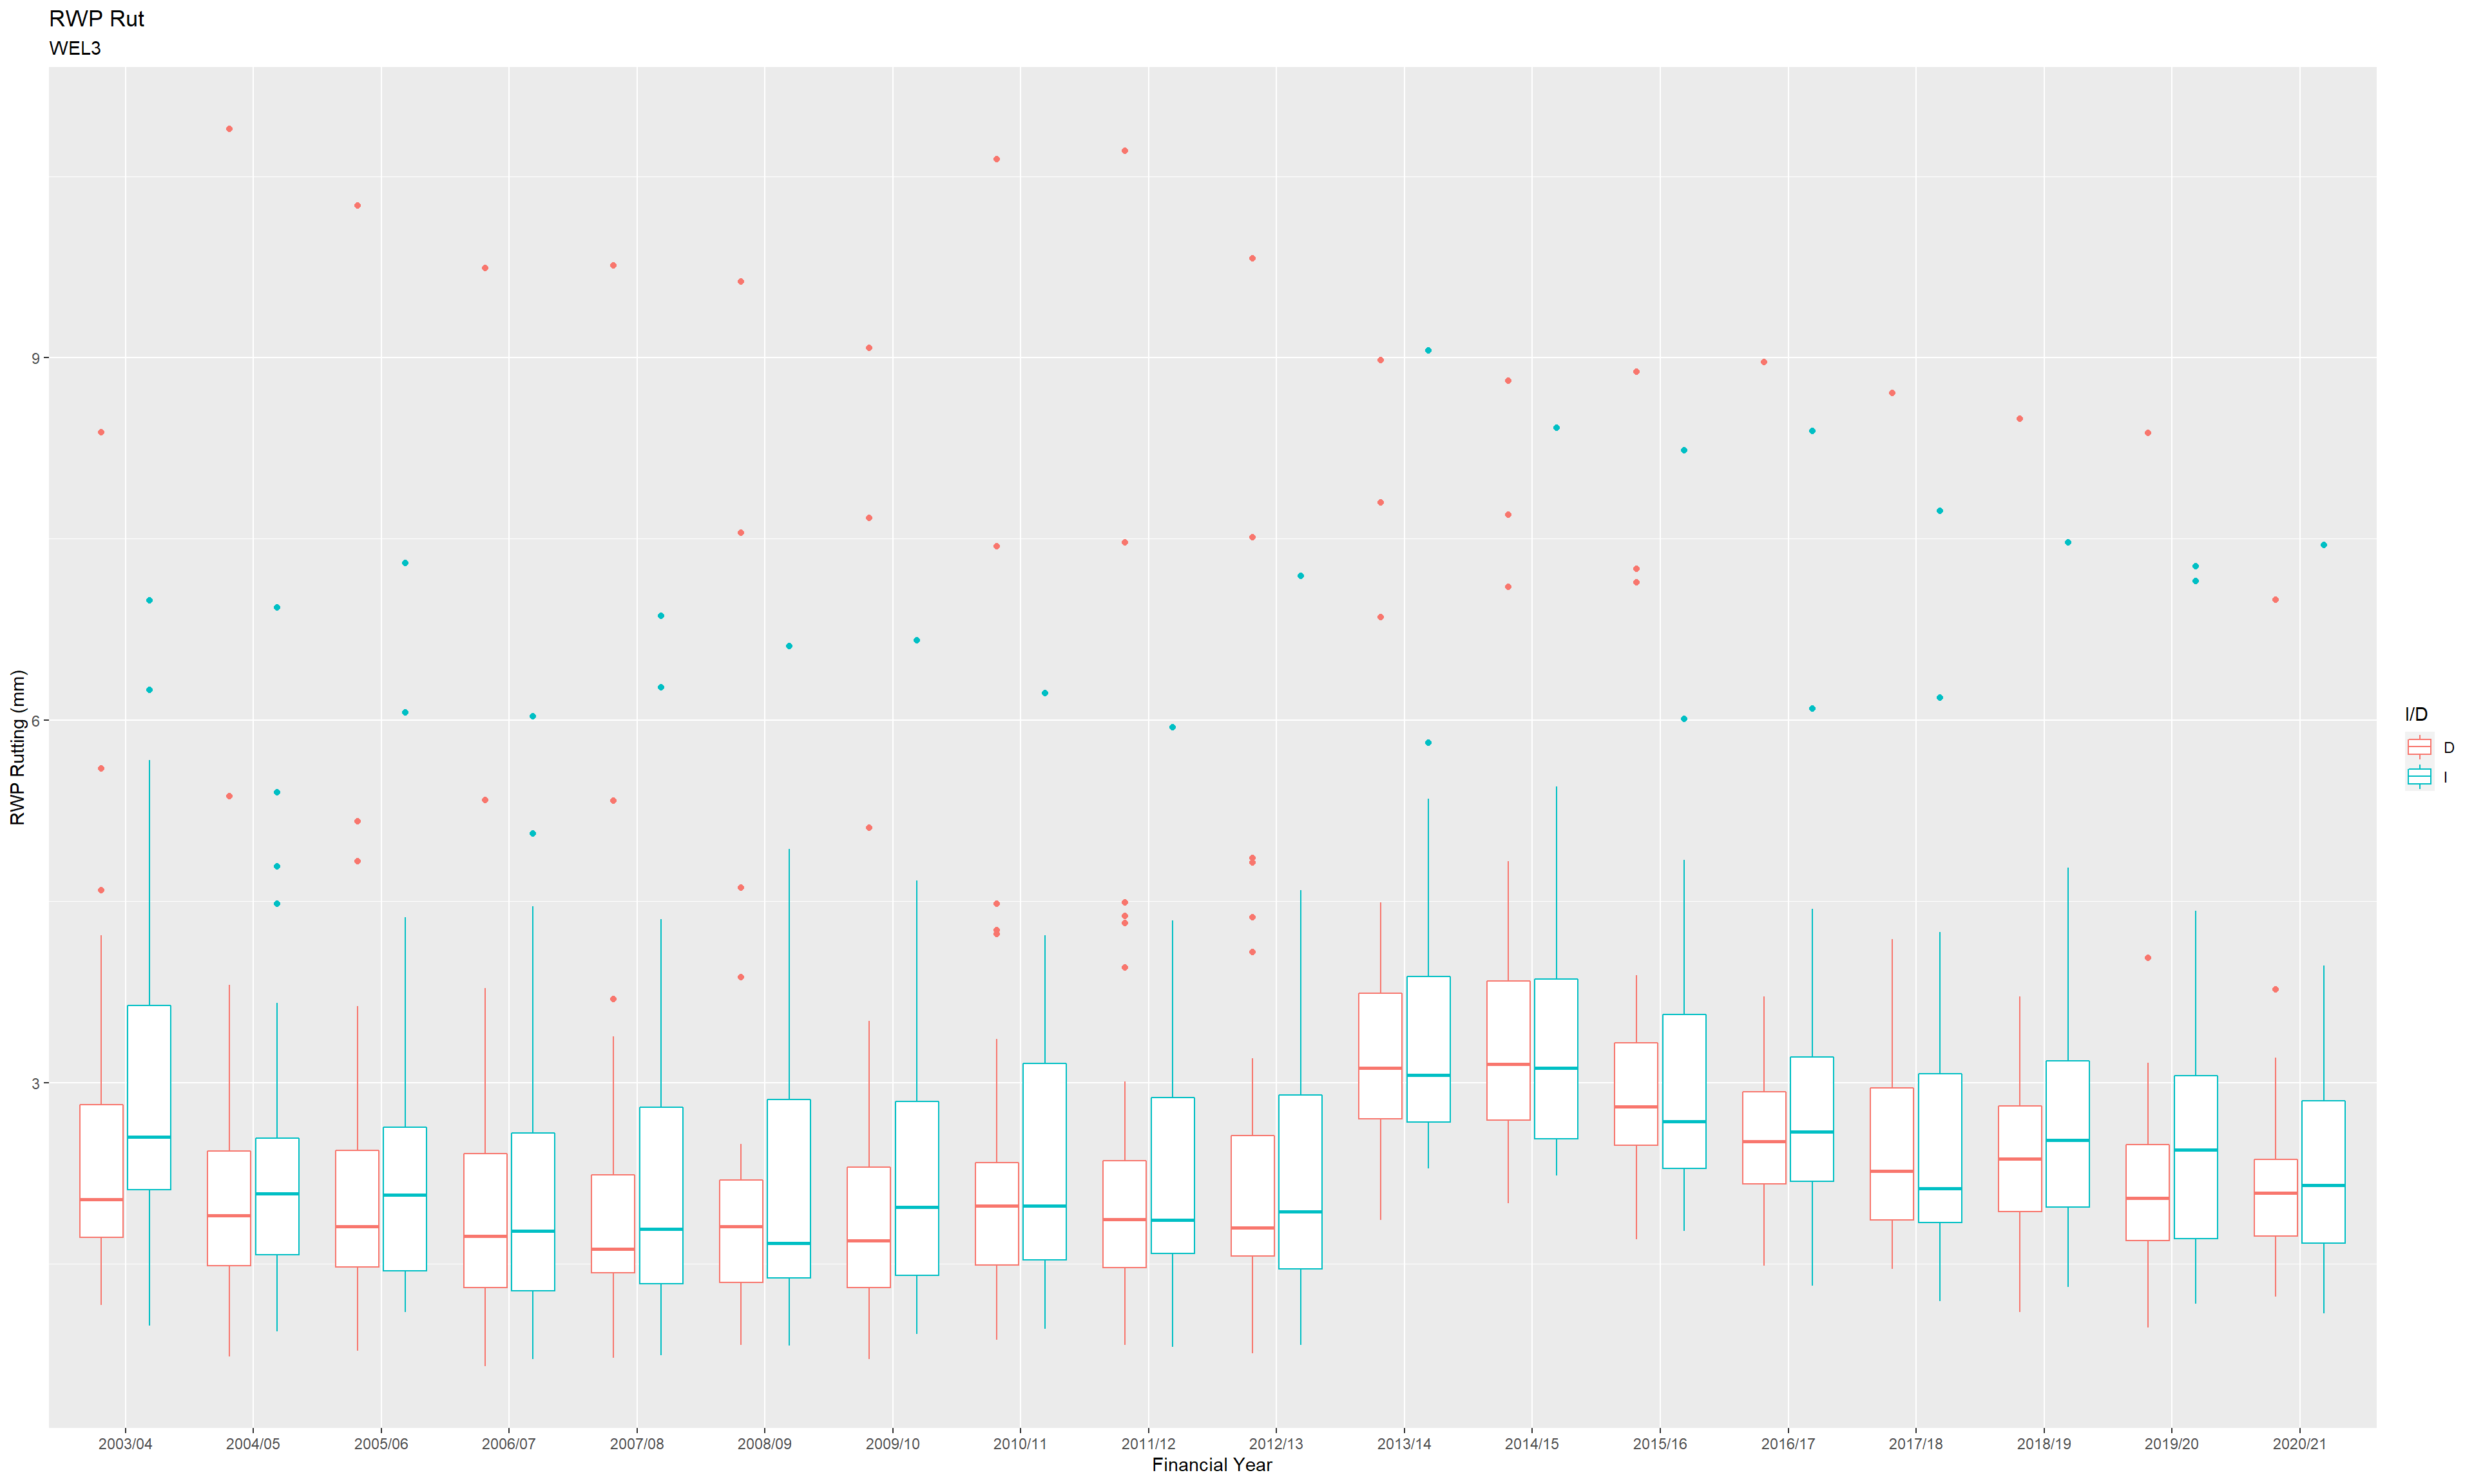 RWP Rut
WEL3
RWP Rutting (mm)
9
6
3
2003/04 2004/05 2005/06 2006/07 2007/08 2008/09 2009/10 2010/11 2011/12 2012/13 2013/14 2014/15 2015/16 2016/17 2017/18 2018/19 2019/20 2020/21
Financial Year
I/D
D
I